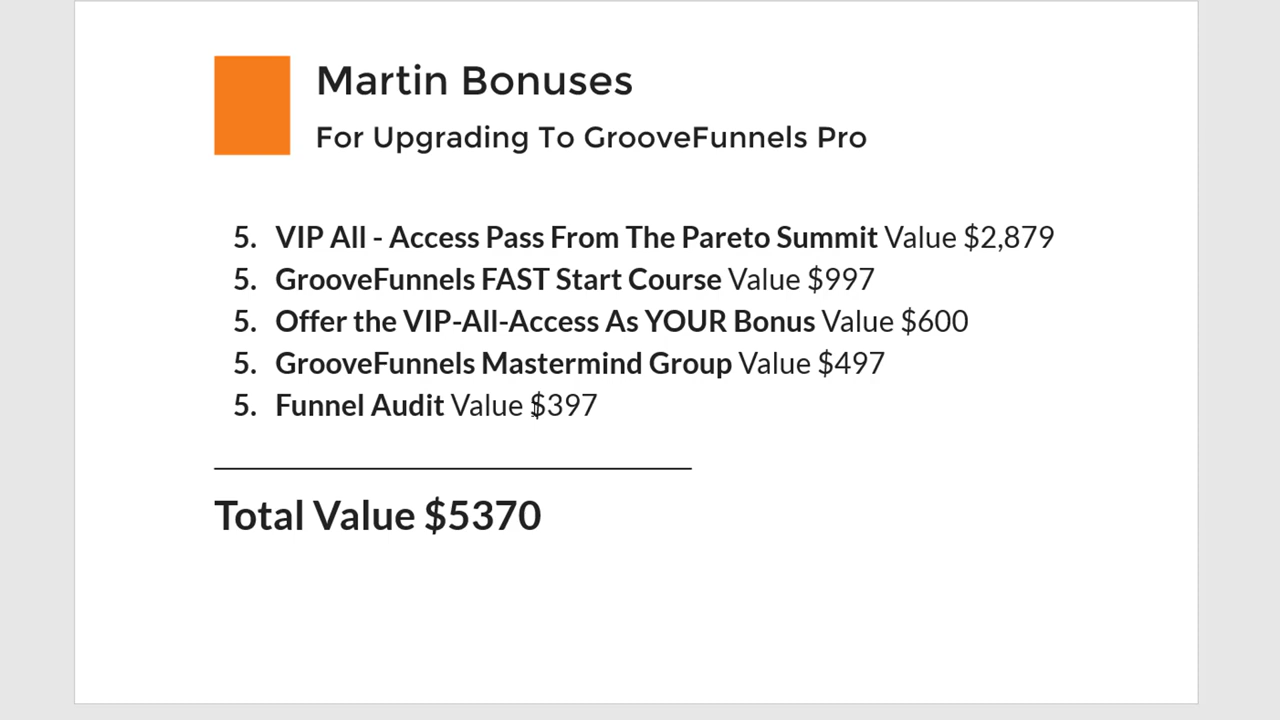 Martin Bonuses
For Upgrading To GrooveFunnels Pro
5. VIP All - Access Pass From The Pareto Summit Value $2,879
5. GrooveFunnels FAST Start Course Value $997
5. Offer the VIP-All-Access As YOUR Bonus Value $600
5. GrooveFunnels Mastermind Group Value $497
5. Funnel Audit Value $397
Total Value $5370